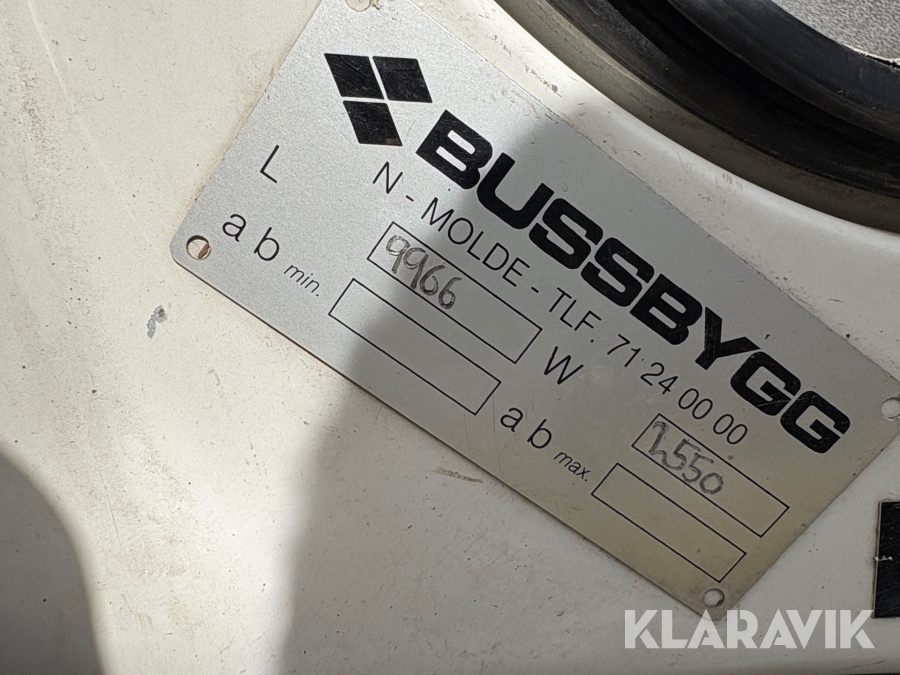 BUSSBYGG
N - MOLDE - TLF. 71 24 00 00
L 9966 W 2550
a b min. a b max.
KLARAVIK